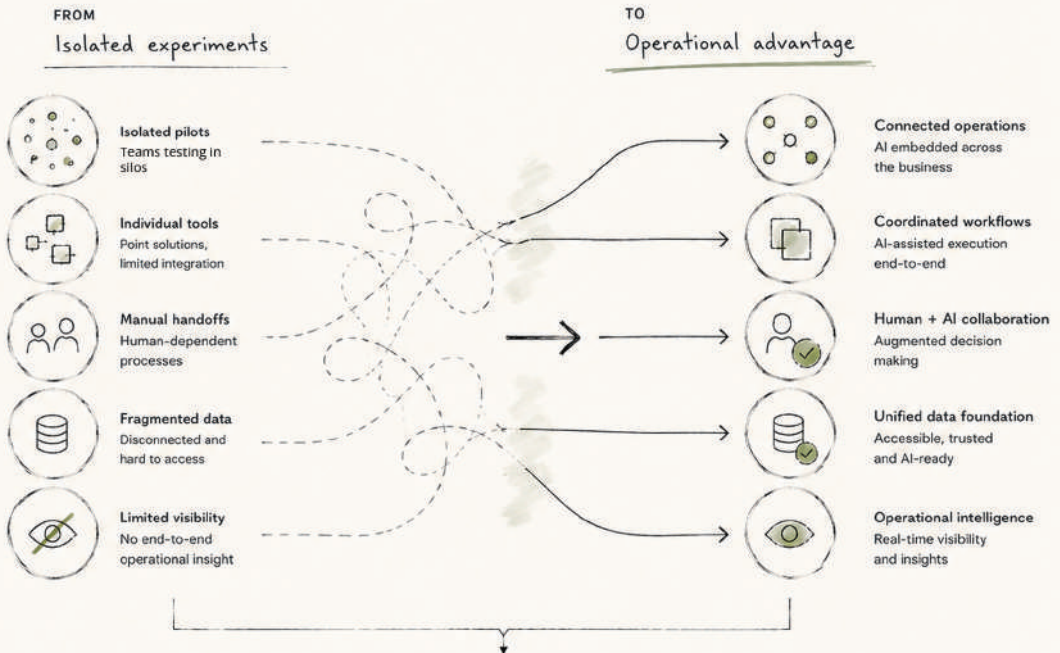 FROM
Isolated experiments
Isolated pilots
Teams testing in
silos
Individual tools
Point solutions,
limited integration
Manual handoffs
Human-dependent
processes
Fragmented data
Disconnected and
hard to access
Limited visibility
No end-to-end
operational insight
TO
Operational advantage
Connected operations
AI embedded across
the business
Coordinated workflows
AI-assisted execution
end-to-end
Human + AI collaboration
Augmented decision
making
Unified data foundation
Accessible, trusted
and AI-ready
Operational intelligence
Real-time visibility
and insights